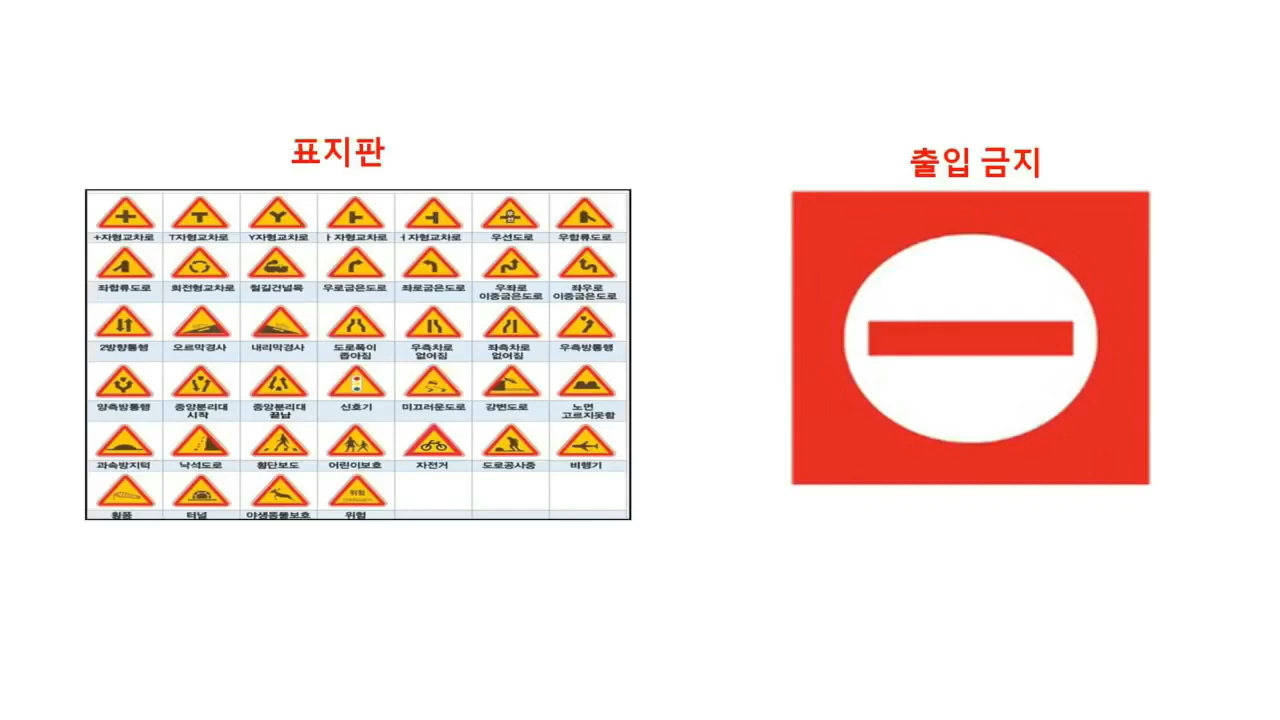 표지판
출입 금지
+자형교차로 T자형교차로 Y자형교차로 ㅏ자형교차로 ㅓ자형교차로 우선도로 우합류도로
좌합류도로 회전형교차로 철길건널목 우로굽은도로 좌로굽은도로 우좌로 이중굽은도로 좌우로 이중굽은도로
2방향통행 오르막경사 내리막경사 도로폭이 좁아짐 우측차로 없어짐 좌측차로 없어짐 우측방통행
양측방통행 중앙분리대 시작 중앙분리대 끝남 신호기 미끄러운도로 강변도로 노면 고르지못함
과속방지턱 낙석도로 횡단보도 어린이보호 자전거 도로공사중 비행기
위험
횡풍 터널 야생동물보호 위험